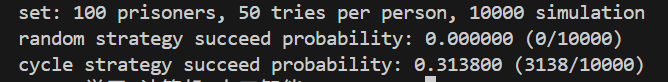 set: 100 prisoners, 50 tries per person, 10000 simulation
random strategy succeed probability: 0.000000 (0/10000)
cycle strategy succeed probability: 0.313800 (3138/10000)